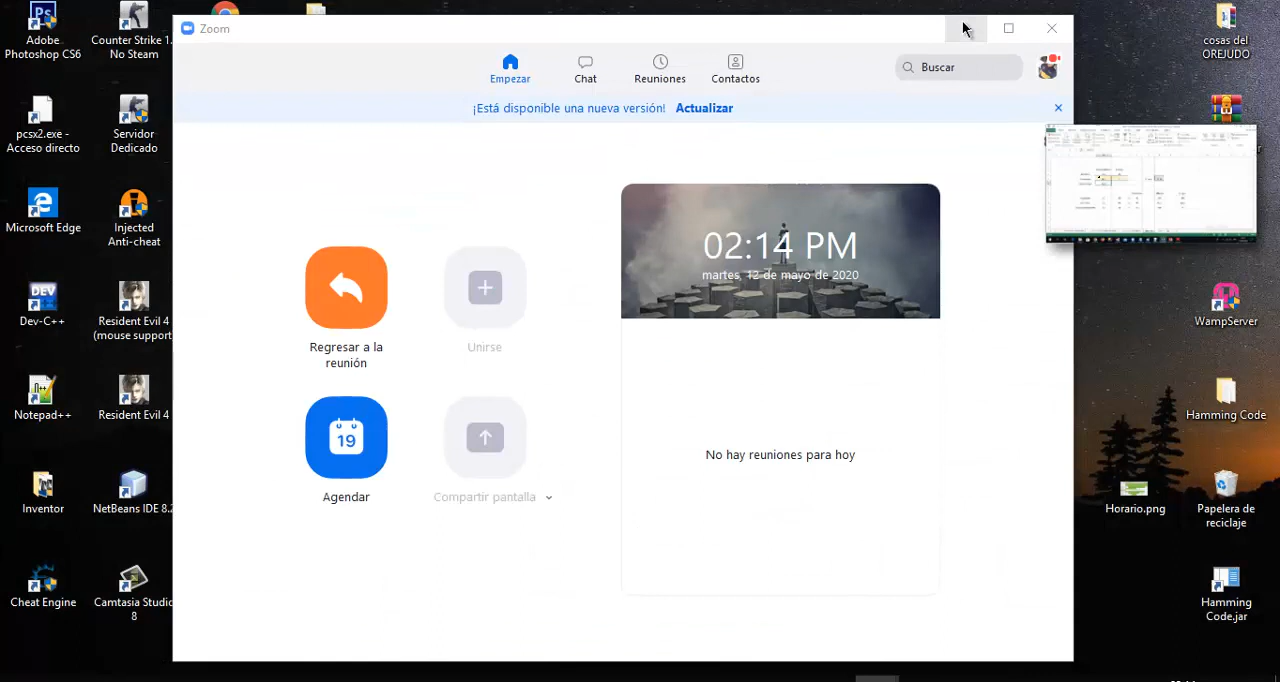 Zoom
Empezar
Chat
Reuniones
Contactos
Buscar
¡Está disponible una nueva versión! Actualizar
02:14 PM
martes, 12 de mayo de 2020
No hay reuniones para hoy
Regresar a la
reunión
Unirse
Agendar
19
Compartir pantalla
Ps
Adobe
Photoshop CS6
Counter Strike 1.
No Steam
pcsx2.exe -
Acceso directo
Servidor
Dedicado
Microsoft Edge
Injected
Anti-cheat
DEV
Dev-C++
Resident Evil 4
(mouse support
Notepad++
Resident Evil 4
Inventor
NetBeans IDE 8.2
Cheat Engine
Camtasia Studio
8
cosas del
OREJUDO
WampServer
Hamming Code
Horario.png
Papelera de
reciclaje
Hamming
Code.jar